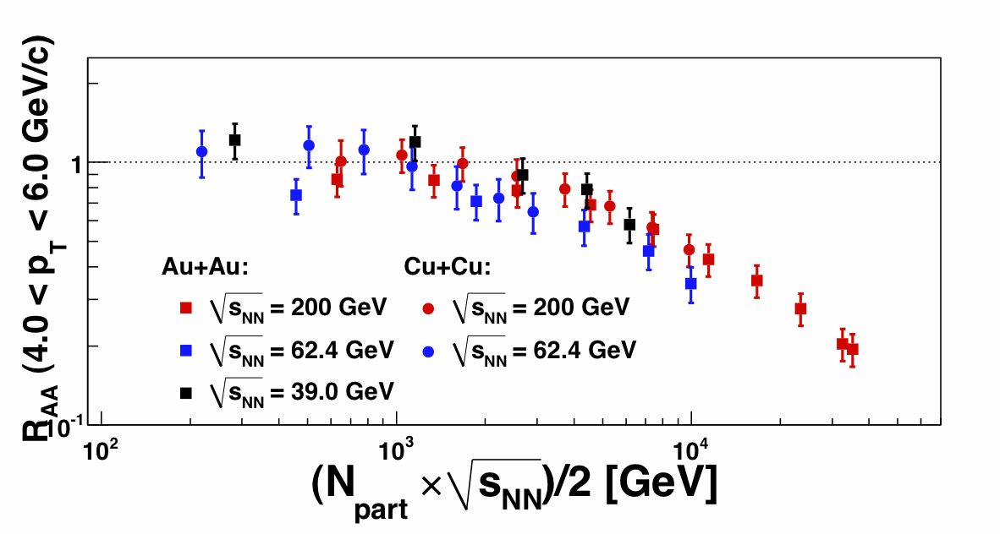 R_AA (4.0 < p_T < 6.0 GeV/c)
1
10^-1
Au+Au: Cu+Cu:
√s_NN = 200 GeV √s_NN = 200 GeV
√s_NN = 62.4 GeV √s_NN = 62.4 GeV
√s_NN = 39.0 GeV
10^2 10^3 10^4
(N_part ×√s_NN)/2 [GeV]